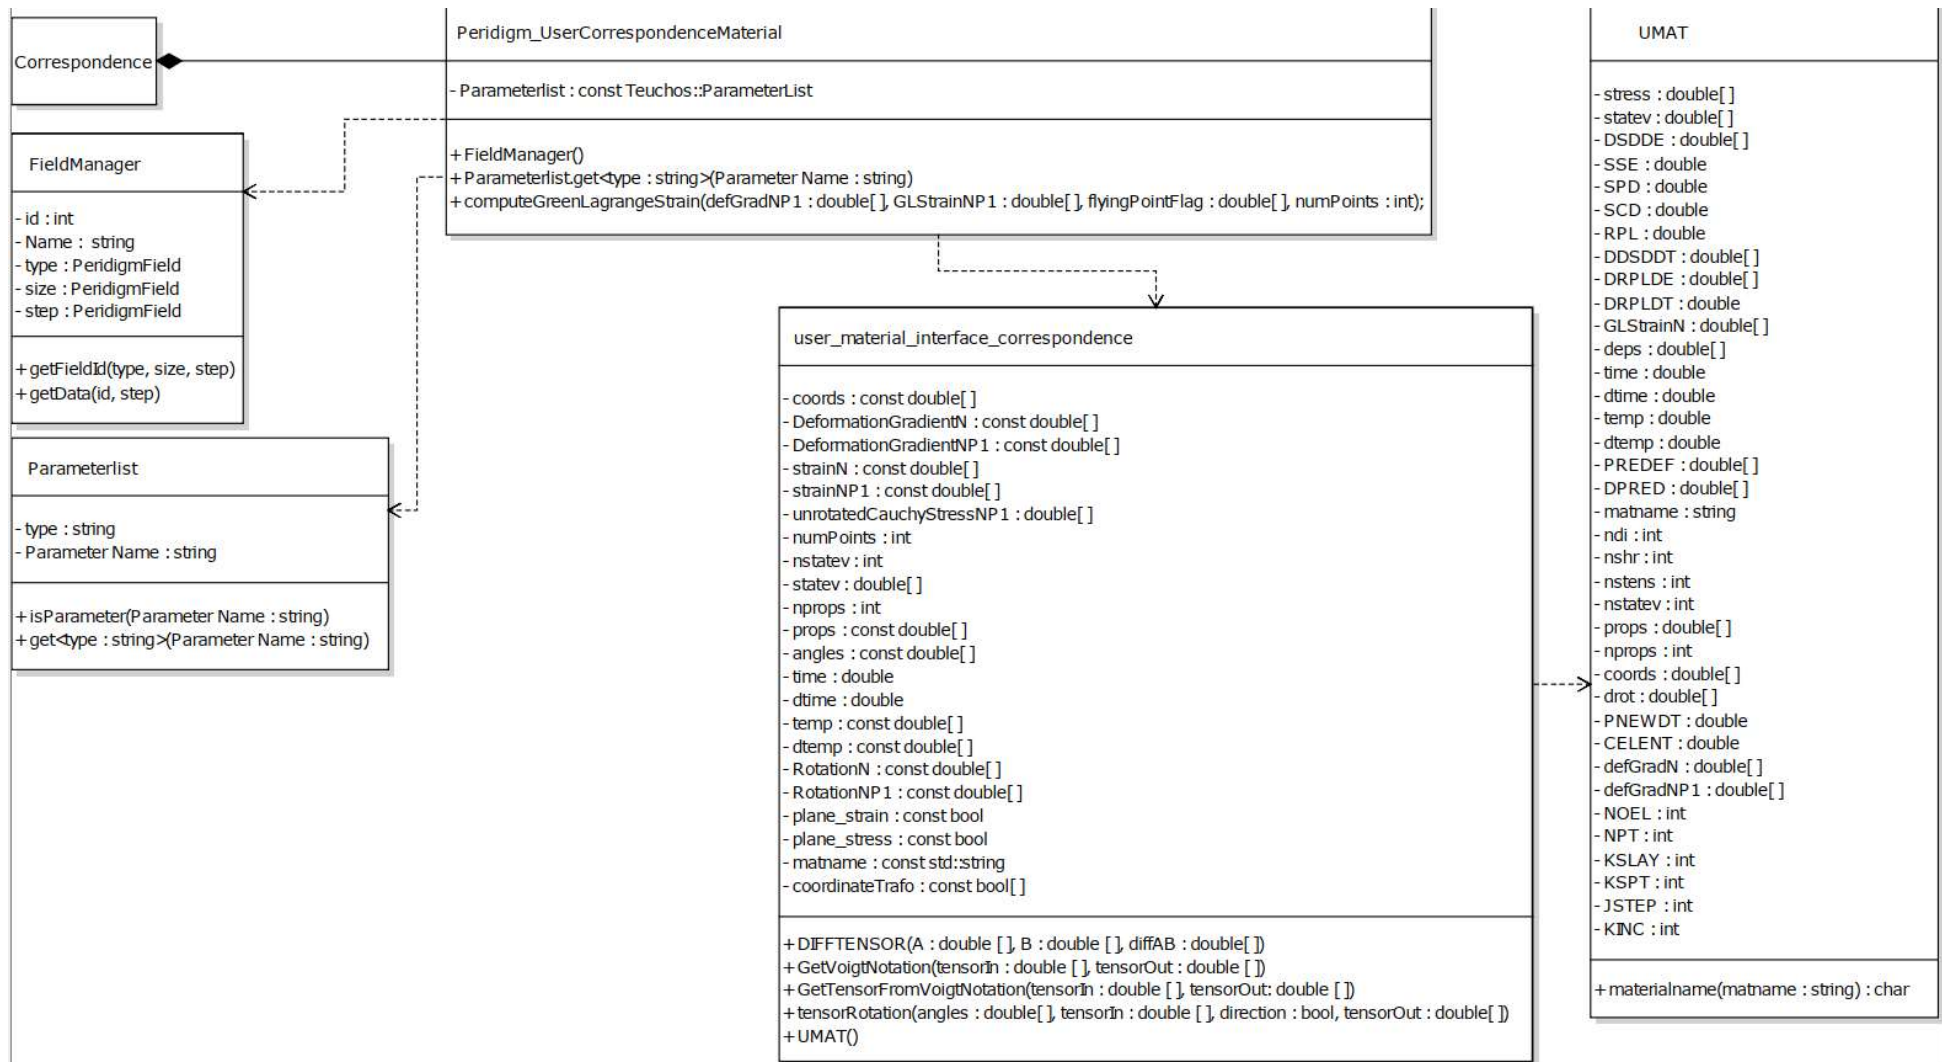 Correspondence
Peridigm_UserCorrespondenceMaterial
- Parameterlist : const Teuchos::ParameterList
+ FieldManager()
+ Parameterlist.get<type : string>(Parameter Name : string)
+ computeGreenLagrangeStrain(defGradNP1 : double[ ], GLStrainNP1 : double[ ], flyingPointFlag : double[ ], numPoints : int);
FieldManager
- id : int
- Name : string
- type : PeridigmField
- size : PeridigmField
- step : PeridigmField
+ getFieldId(type, size, step)
+ getData(id, step)
Parameterlist
- type : string
- Parameter Name : string
+ isParameter(Parameter Name : string)
+ get<type : string>(Parameter Name : string)
user_material_interface_correspondence
- coords : const double[ ]
- DeformationGradientN : const double[ ]
- DeformationGradientNP1 : const double[ ]
- strainN : const double[ ]
- strainNP1 : const double[ ]
- unrotatedCauchyStressNP1 : double[ ]
- numPoints : int
- nstatev : int
- statev : double[ ]
- nprops : int
- props : const double[ ]
- angles : const double[ ]
- time : double
- dtime : double
- temp : const double[ ]
- dtemp : const double[ ]
- RotationN : const double[ ]
- RotationNP1 : const double[ ]
- plane_strain : const bool
- plane_stress : const bool
- matname : const std::string
- coordinateTrafo : const bool[ ]
+ DIFFTENSOR(A : double [ ], B : double [ ], diffAB : double[ ])
+ GetVoigtNotation(tensorIn : double [ ], tensorOut : double [ ])
+ GetTensorFromVoigtNotation(tensorIn : double [ ], tensorOut: double [ ])
+ tensorRotation(angles : double[ ], tensorIn : double [ ], direction : bool, tensorOut : double[ ])
+ UMAT()
UMAT
- stress : double[ ]
- statev : double[ ]
- DSDDE : double[ ]
- SSE : double
- SPD : double
- SCD : double
- RPL : double
- DDSDDT : double[ ]
- DRPLDE : double[ ]
- DRPLDT : double
- GLStrainN : double[ ]
- deps : double[ ]
- time : double
- dtime : double
- temp : double
- dtemp : double
- PREDEF : double[ ]
- DPRED : double[ ]
- matname : string
- ndi : int
- nshr : int
- nstens : int
- nstatev : int
- props : double[ ]
- nprops : int
- coords : double[ ]
- drot : double[ ]
- PNEWDT : double
- CELENT : double
- defGradN : double[ ]
- defGradNP1 : double[ ]
- NOEL : int
- NPT : int
- KSLAY : int
- KSPT : int
- JSTEP : int
- KINC : int
+ materialname(matname : string) : char